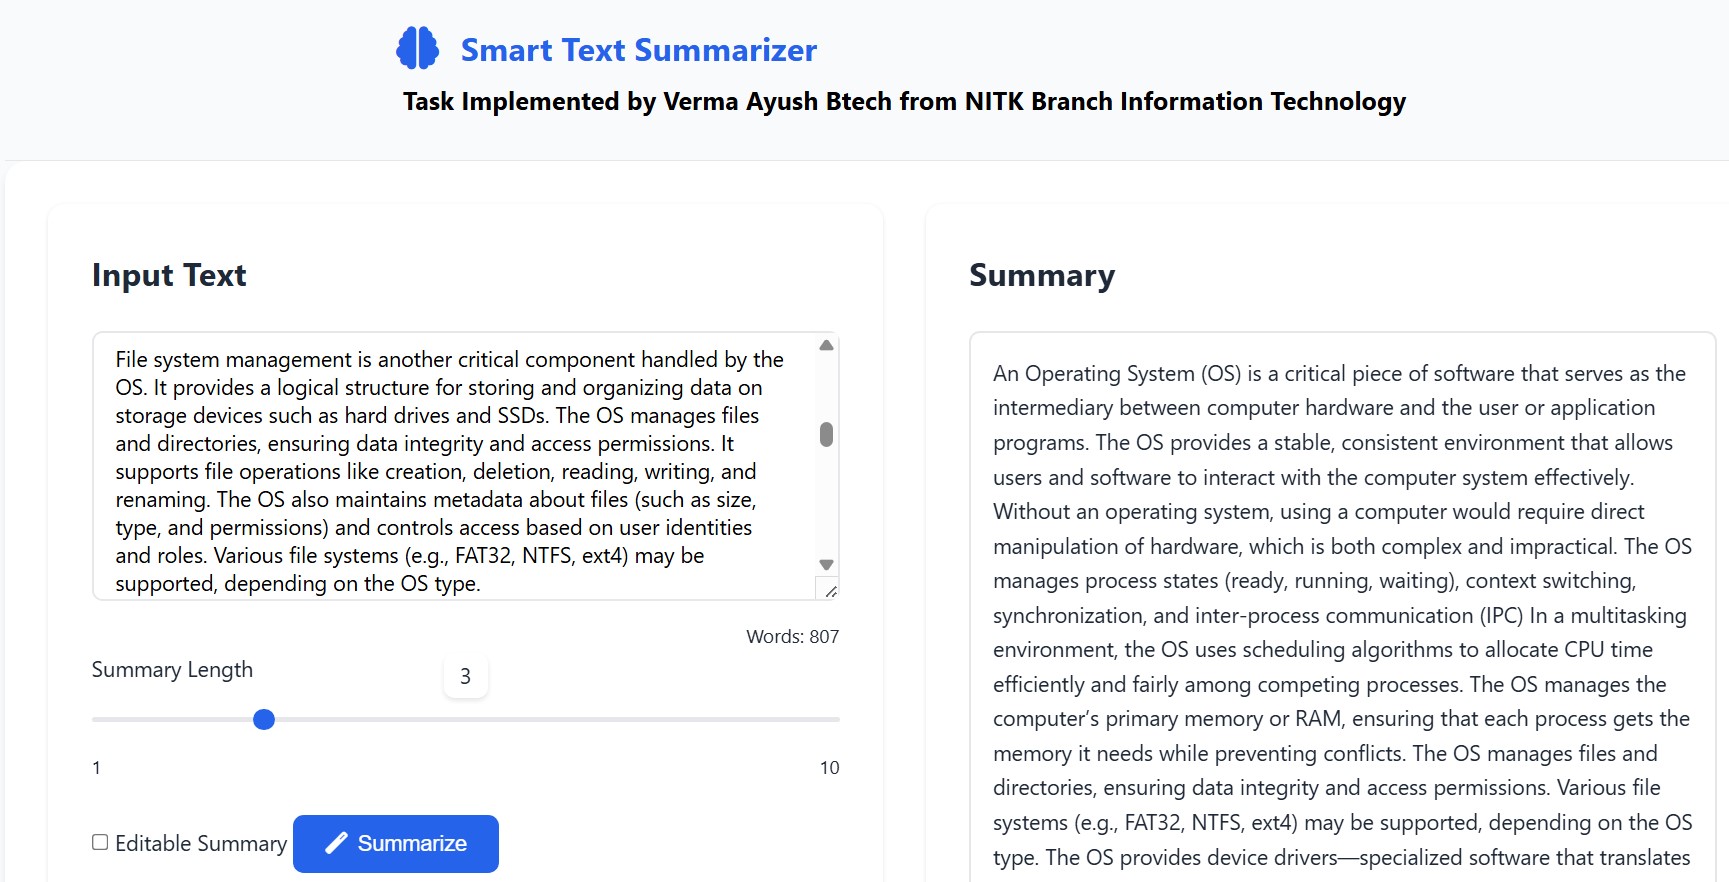 Smart Text Summarizer
Task Implemented by Verma Ayush Btech from NITK Branch Information Technology
Input Text
File system management is another critical component handled by the
OS. It provides a logical structure for storing and organizing data on
storage devices such as hard drives and SSDs. The OS manages files
and directories, ensuring data integrity and access permissions. It
supports file operations like creation, deletion, reading, writing, and
renaming. The OS also maintains metadata about files (such as size,
type, and permissions) and controls access based on user identities
and roles. Various file systems (e.g., FAT32, NTFS, ext4) may be
supported, depending on the OS type.
Words: 807
Summary Length
3
1
10
Editable Summary
Summarize
Summary
An Operating System (OS) is a critical piece of software that serves as the
intermediary between computer hardware and the user or application
programs. The OS provides a stable, consistent environment that allows
users and software to interact with the computer system effectively.
Without an operating system, using a computer would require direct
manipulation of hardware, which is both complex and impractical. The OS
manages process states (ready, running, waiting), context switching,
synchronization, and inter-process communication (IPC) In a multitasking
environment, the OS uses scheduling algorithms to allocate CPU time
efficiently and fairly among competing processes. The OS manages the
computer’s primary memory or RAM, ensuring that each process gets the
memory it needs while preventing conflicts. The OS manages files and
directories, ensuring data integrity and access permissions. Various file
systems (e.g., FAT32, NTFS, ext4) may be supported, depending on the OS
type. The OS provides device drivers—specialized software that translates